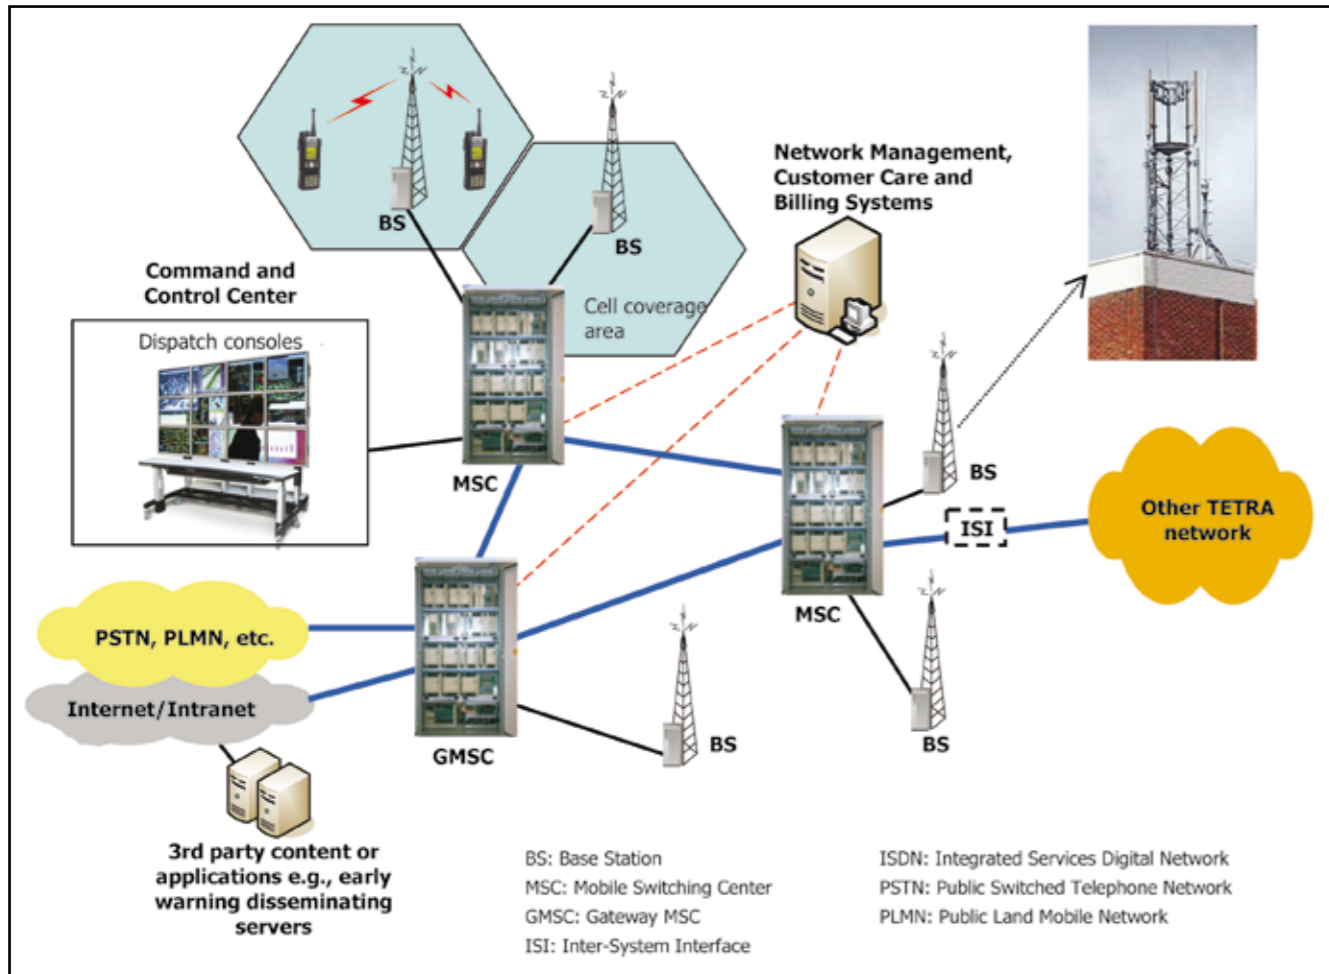 BS
BS
Network Management,
Customer Care and
Billing Systems
Command and
Control Center
Cell coverage
area
Dispatch consoles
MSC
BS
ISI
Other TETRA
network
MSC
PSTN, PLMN, etc.
Internet/Intranet
GMSC
BS
BS
3rd party content or
applications e.g., early
warning disseminating
servers
BS: Base Station
MSC: Mobile Switching Center
GMSC: Gateway MSC
ISI: Inter-System Interface
ISDN: Integrated Services Digital Network
PSTN: Public Switched Telephone Network
PLMN: Public Land Mobile Network